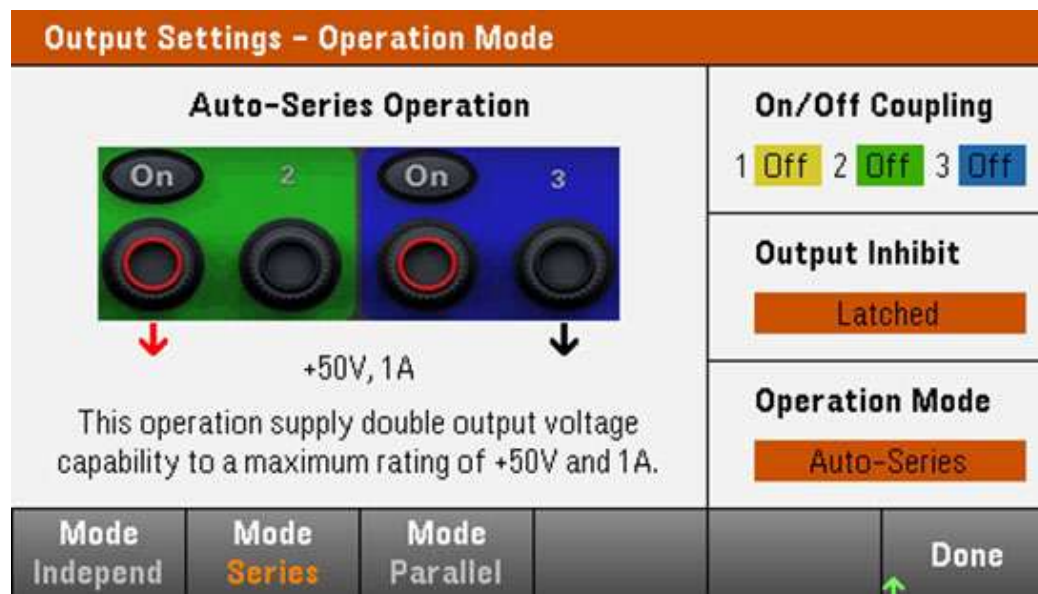 Output Settings – Operation Mode
Auto-Series Operation
On 2 On 3
+50V, 1A
This operation supply double output voltage
capability to a maximum rating of +50V and 1A.
On/Off Coupling
1 Off 2 Off 3 Off
Output Inhibit
Latched
Operation Mode
Auto-Series
Mode
Independ
Mode
Series
Mode
Parallel
Done